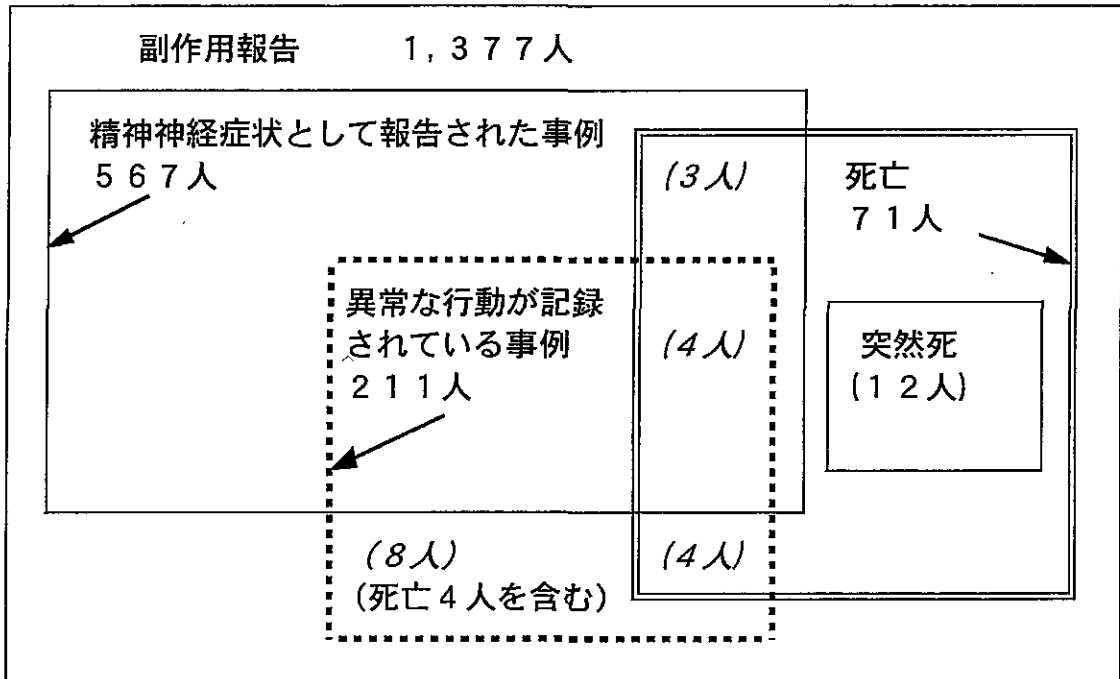 副作用報告　　１，３７７人
精神神経症状として報告された事例
５６７人
(３人)
死亡
７１人
異常な行動が記録
されている事例
２１１人
(４人)
突然死
(１２人)
(８人)
(死亡４人を含む)
(４人)